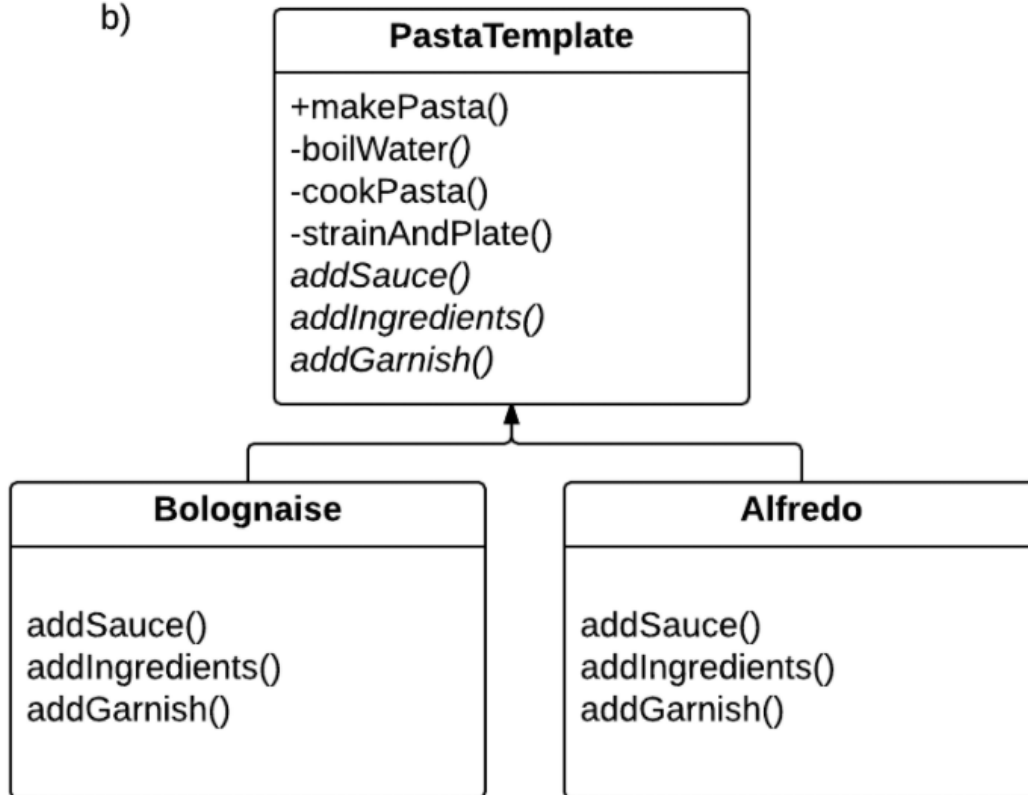 b)
PastaTemplate
+makePasta()
-boilWater()
-cookPasta()
-strainAndPlate()
addSauce()
addIngredients()
addGarnish()
Bolognaise
addSauce()
addIngredients()
addGarnish()
Alfredo
addSauce()
addIngredients()
addGarnish()